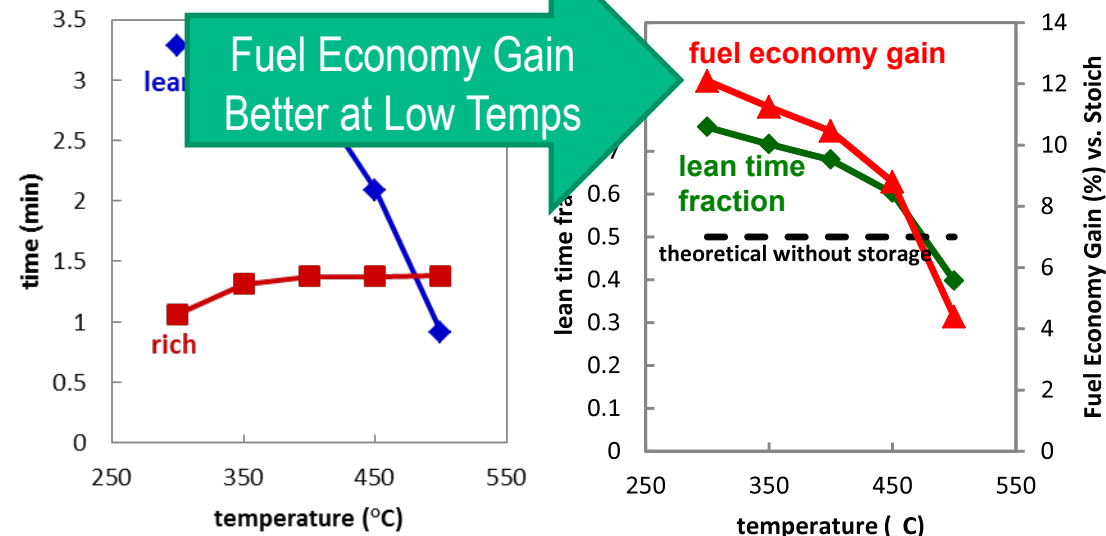 Fuel Economy Gain
Better at Low Temps
3.5
3
2.5
2
1.5
1
0.5
0
time (min)
lea
rich
250
350
450
550
temperature (°C)
0.6
0.5
0.4
0.3
0.2
0.1
0
lean time fra
fuel economy gain
lean time
fraction
theoretical without storage
14
12
10
8
6
4
2
0
Fuel Economy Gain (%) vs. Stoich
250
350
450
550
temperature ( C)